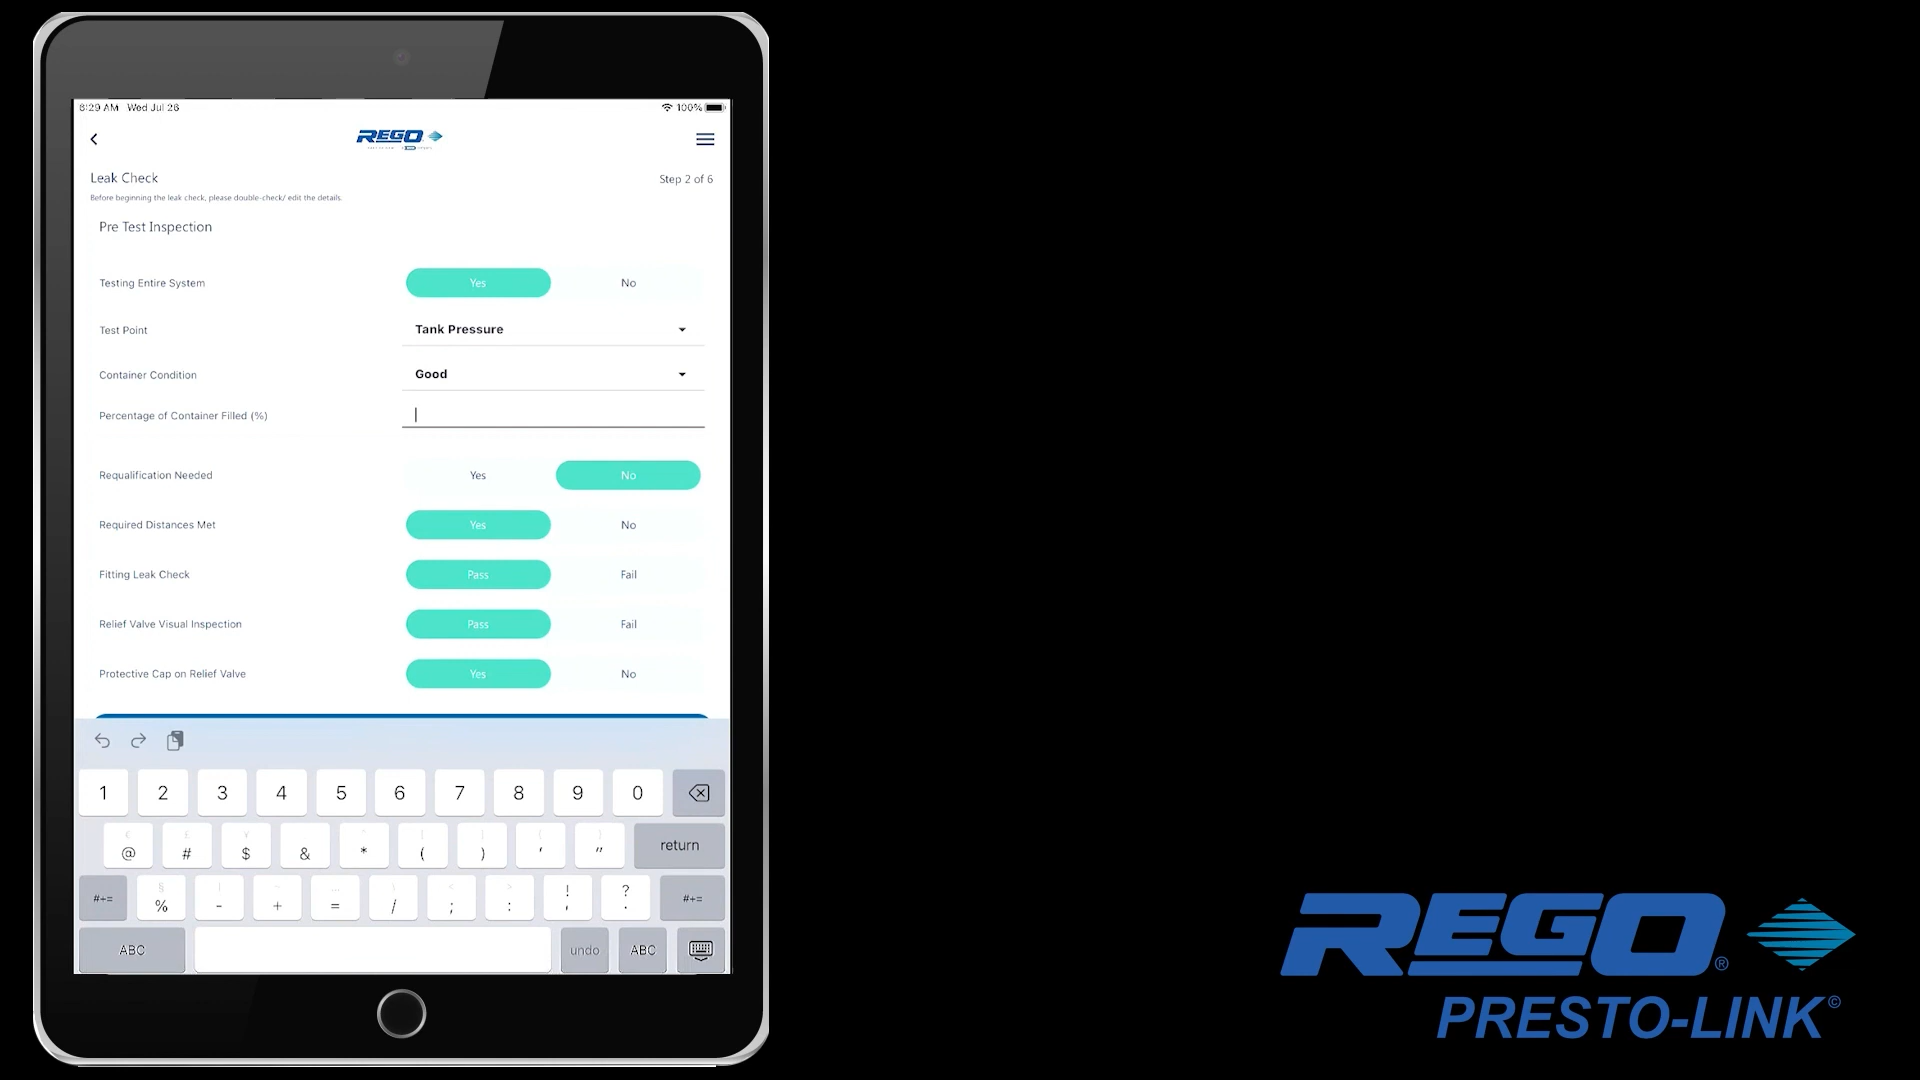 8:29 AM Wed Jul 26
100%
REGO
Leak Check
Step 2 of 6
Before beginning the leak check, please double-check/ edit the details.
Pre Test Inspection
Testing Entire System
Yes
No
Test Point
Tank Pressure
Container Condition
Good
Percentage of Container Filled (%)
Requalification Needed
Yes
No
Required Distances Met
Yes
No
Fitting Leak Check
Pass
Fail
Relief Valve Visual Inspection
Pass
Fail
Protective Cap on Relief Valve
Yes
No
1 2 3 4 5 6 7 8 9 0
@ # $ & * ( ) ' " return
#+= % - + = / ; : ! , ? . #+=
ABC undo ABC
REGO®
PRESTO-LINK©